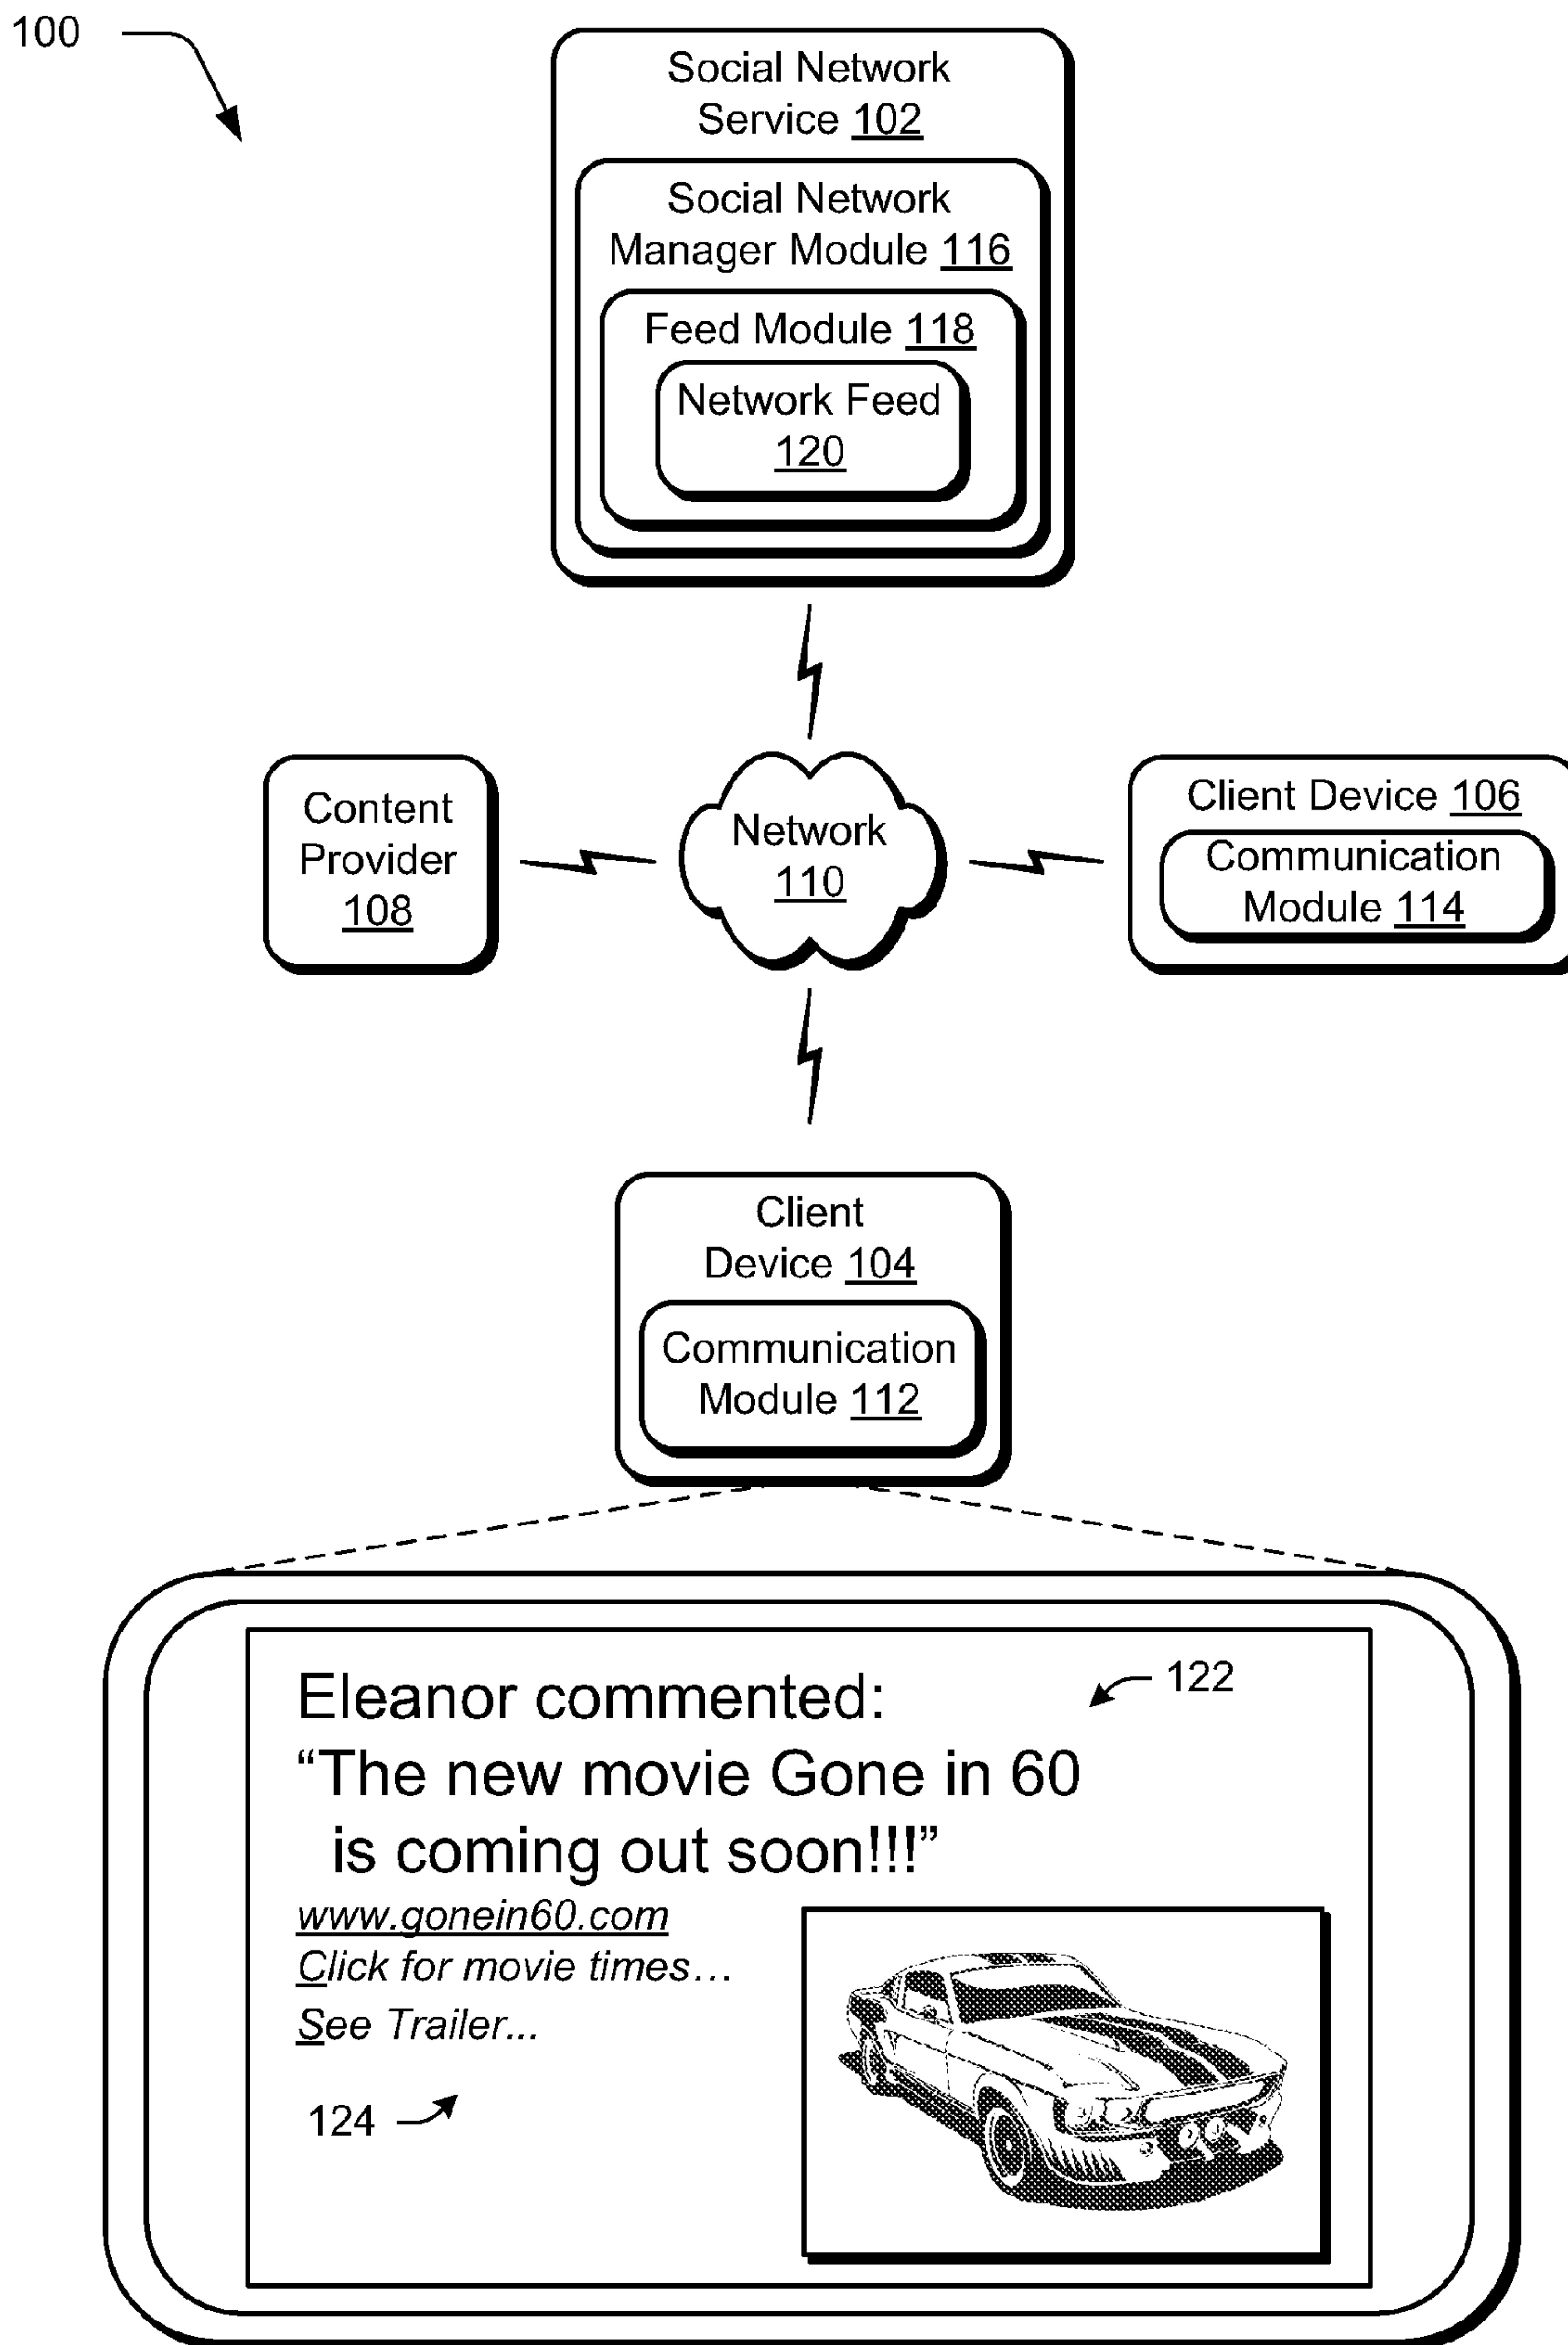 100
Social Network
Service 102
Social Network
Manager Module 116
Feed Module 118
Network Feed
120
Content
Provider
108
Network
110
Client Device 106
Communication
Module 114
Client
Device 104
Communication
Module 112
Eleanor commented:
122
“The new movie Gone in 60
is coming out soon!!!”
www.gonein60.com
Click for movie times...
See Trailer...
124